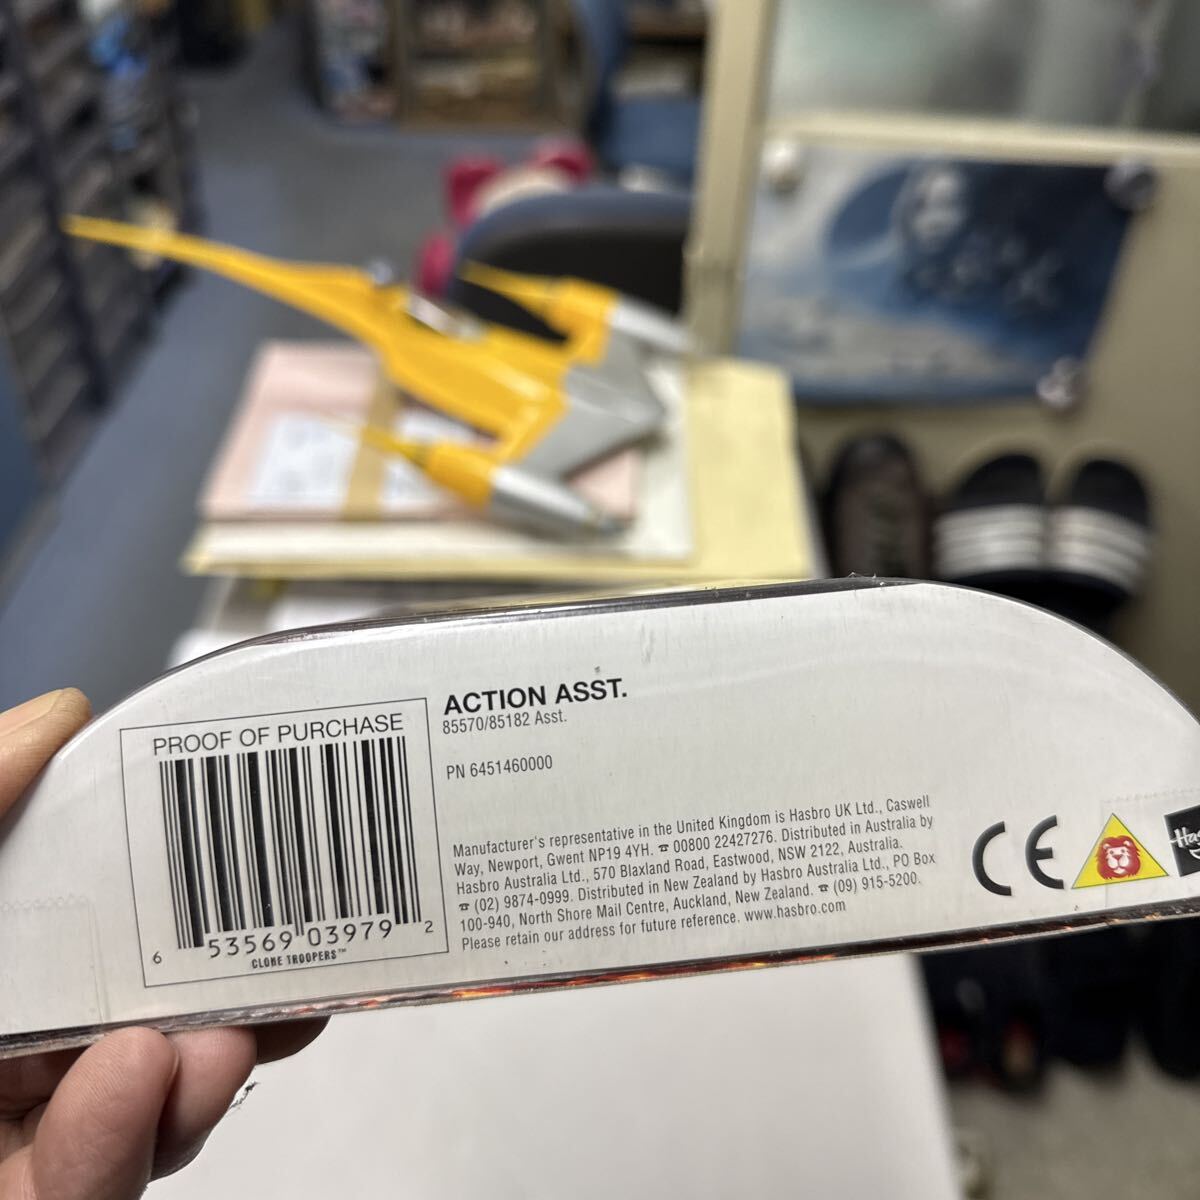 PROOF OF PURCHASE
6 53569 03979 2
CLONE TROOPERS™
ACTION ASST.
85570/85182 Asst.
PN 6451460000
Manufacturer's representative in the United Kingdom is Hasbro UK Ltd., Caswell
Way, Newport, Gwent NP19 4YH. ☎ 00800 22427276. Distributed in Australia by
Hasbro Australia Ltd., 570 Blaxland Road, Eastwood, NSW 2122, Australia.
☎ (02) 9874-0999. Distributed in New Zealand by Hasbro Australia Ltd., PO Box
100-940, North Shore Mail Centre, Auckland, New Zealand. ☎ (09) 915-5200.
Please retain our address for future reference. www.hasbro.com
CE